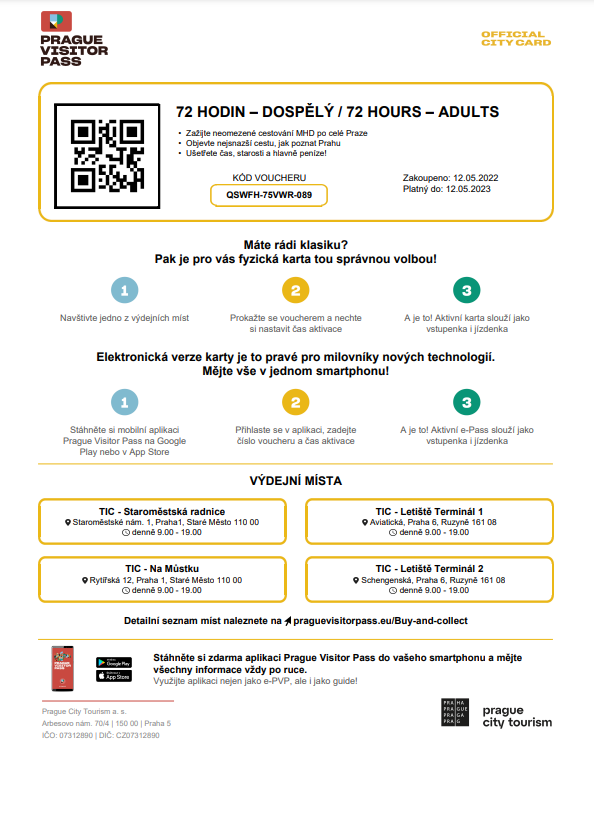 PRAGUE
VISITOR
PASS
OFFICIAL
CITY CARD
72 HODIN – DOSPĚLÝ / 72 HOURS – ADULTS
• Zažijte neomezené cestování MHD po celé Praze
• Objevte nejsnazší cestu, jak poznat Prahu
• Ušetřete čas, starosti a hlavně peníze!
KÓD VOUCHERU
QSWFH-75VWR-089
Zakoupeno: 12.05.2022
Platný do: 12.05.2023
Máte rádi klasiku?
Pak je pro vás fyzická karta tou správnou volbou!
1
Navštivte jedno z výdejních míst
2
Prokažte se voucherem a nechte
si nastavit čas aktivace
3
A je to! Aktivní karta slouží jako
vstupenka i jízdenka
Elektronická verze karty je to pravé pro milovníky nových technologií.
Mějte vše v jednom smartphonu!
1
Stáhněte si mobilní aplikaci
Prague Visitor Pass na Google
Play nebo v App Store
2
Přihlaste se v aplikaci, zadejte
číslo voucheru a čas aktivace
3
A je to! Aktivní e-Pass slouží jako
vstupenka i jízdenka
VÝDEJNÍ MÍSTA
TIC - Staroměstská radnice
Staroměstské nám. 1, Praha1, Staré Město 110 00
denně 9.00 - 19.00
TIC - Letiště Terminál 1
Aviatická, Praha 6, Ruzyně 161 08
denně 9.00 - 19.00
TIC - Na Můstku
Rytířská 12, Praha 1, Staré Město 110 00
denně 9.00 - 19.00
TIC - Letiště Terminál 2
Schengenská, Praha 6, Ruzyně 161 08
denně 9.00 - 19.00
Detailní seznam míst naleznete na praguevisitorpass.eu/Buy-and-collect
PRAGUE
VISITOR
PASS
Google Play
App Store
Stáhněte si zdarma aplikaci Prague Visitor Pass do vašeho smartphonu a mějte
všechny informace vždy po ruce.
Využijte aplikaci nejen jako e-PVP, ale i jako guide!
Prague City Tourism a. s.
Arbesovo nám. 70/4 | 150 00 | Praha 5
IČO: 07312890 | DIČ: CZ07312890
PRA HA
PRA GUE
PRA GA
PRA G
prague
city tourism